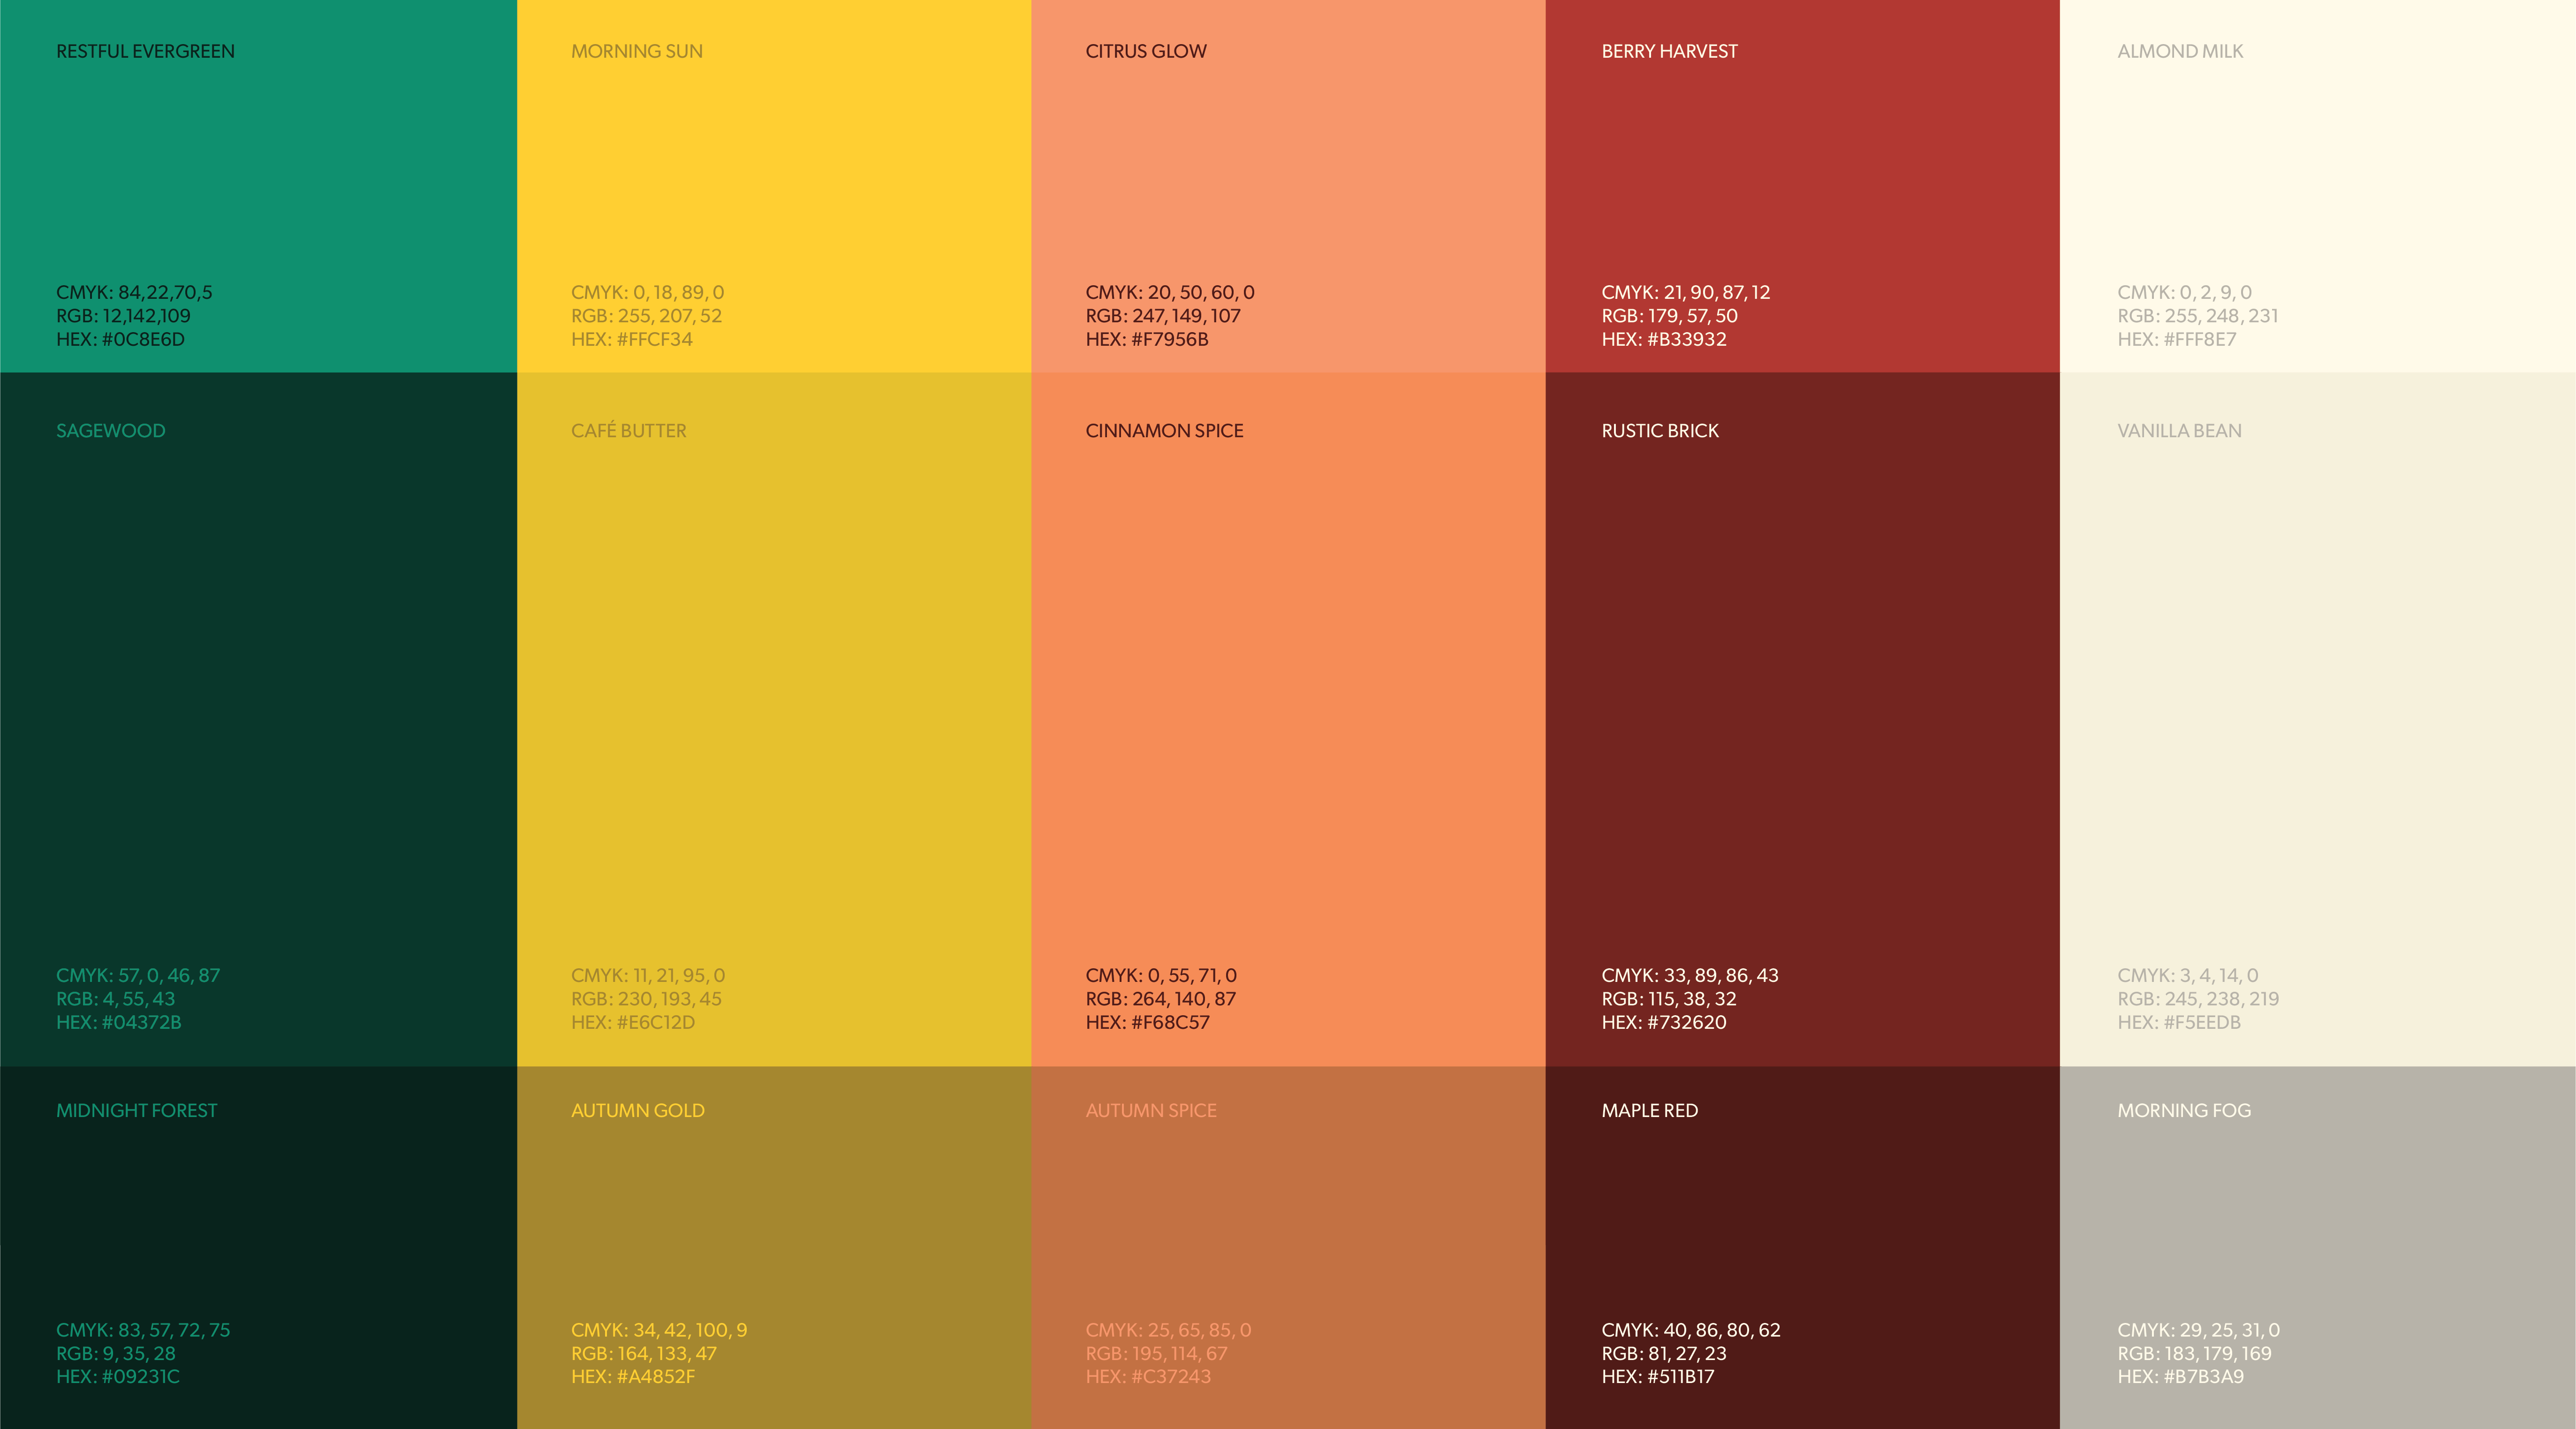 RESTFUL EVERGREEN
CMYK: 84,22,70,5
RGB: 12,142,109
HEX: #0C8E6D
MORNING SUN
CMYK: 0, 18, 89, 0
RGB: 255, 207, 52
HEX: #FFCF34
CITRUS GLOW
CMYK: 20, 50, 60, 0
RGB: 247, 149, 107
HEX: #F7956B
BERRY HARVEST
CMYK: 21, 90, 87, 12
RGB: 179, 57, 50
HEX: #B33932
ALMOND MILK
CMYK: 0, 2, 9, 0
RGB: 255, 248, 231
HEX: #FFF8E7
SAGEWOOD
CMYK: 57, 0, 46, 87
RGB: 4, 55, 43
HEX: #04372B
CAFÉ BUTTER
CMYK: 11, 21, 95, 0
RGB: 230, 193, 45
HEX: #E6C12D
CINNAMON SPICE
CMYK: 0, 55, 71, 0
RGB: 264, 140, 87
HEX: #F68C57
RUSTIC BRICK
CMYK: 33, 89, 86, 43
RGB: 115, 38, 32
HEX: #732620
VANILLA BEAN
CMYK: 3, 4, 14, 0
RGB: 245, 238, 219
HEX: #F5EEDB
MIDNIGHT FOREST
CMYK: 83, 57, 72, 75
RGB: 9, 35, 28
HEX: #09231C
AUTUMN GOLD
CMYK: 34, 42, 100, 9
RGB: 164, 133, 47
HEX: #A4852F
AUTUMN SPICE
CMYK: 25, 65, 85, 0
RGB: 195, 114, 67
HEX: #C37243
MAPLE RED
CMYK: 40, 86, 80, 62
RGB: 81, 27, 23
HEX: #511B17
MORNING FOG
CMYK: 29, 25, 31, 0
RGB: 183, 179, 169
HEX: #B7B3A9